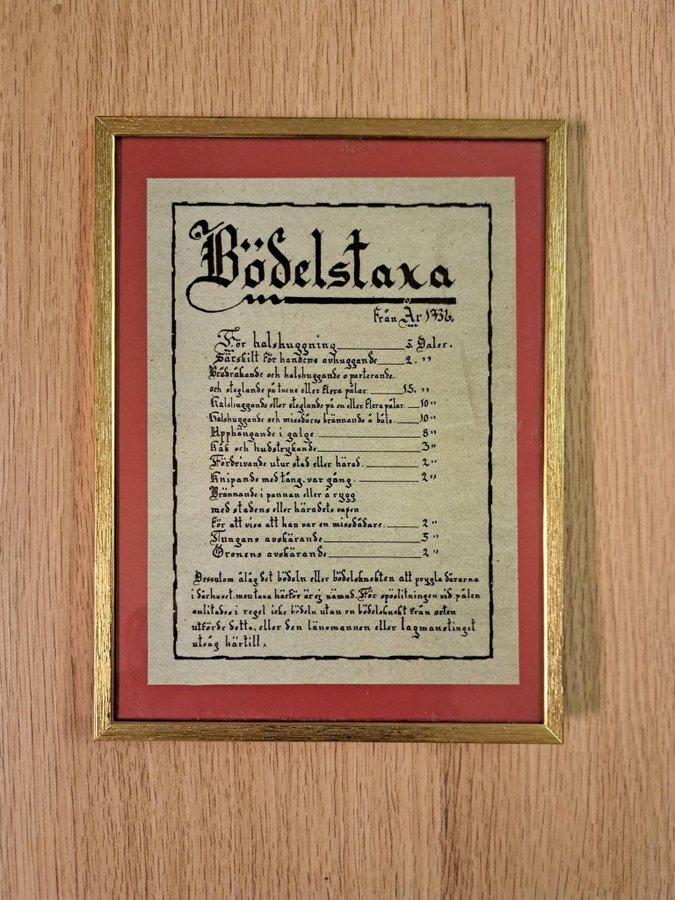 Bödelstaxa
från År 1736.
För halshuggning 5 Daler.
Särskilt för handens avhuggande 2. "
Brådråkande och halshuggande o parterande.
och steglande på tvene eller flera pålar. 15. "
Halshuggande eller steglande på en eller flera pålar. 10 "
Halshuggande och missdåres brännande å båle. 10 "
Upphängande i galge. 8 "
Kåk och hudstrykande 3 "
Fördrivande utur stad eller härad. 2 "
Knipande med tång. var gång. 2 "
Brännande i pannan eller å rygg
med stadens eller häradets vapen
för att visa att han var en missdådare. 2 "
Tungans avskärande 5 "
Öronens avskärande 2 "
Dessutom ålåg det bödeln eller bödelsknekten att prygla dårarna
i dårhuset. men taxa härför är ej nämnd. För spöslitningen vid pålen
anlitades i regel icke bödeln utan en bödelsknekt från orten
utförde detta, eller den länsmannen eller lagmanstinget
utsåg härtill.